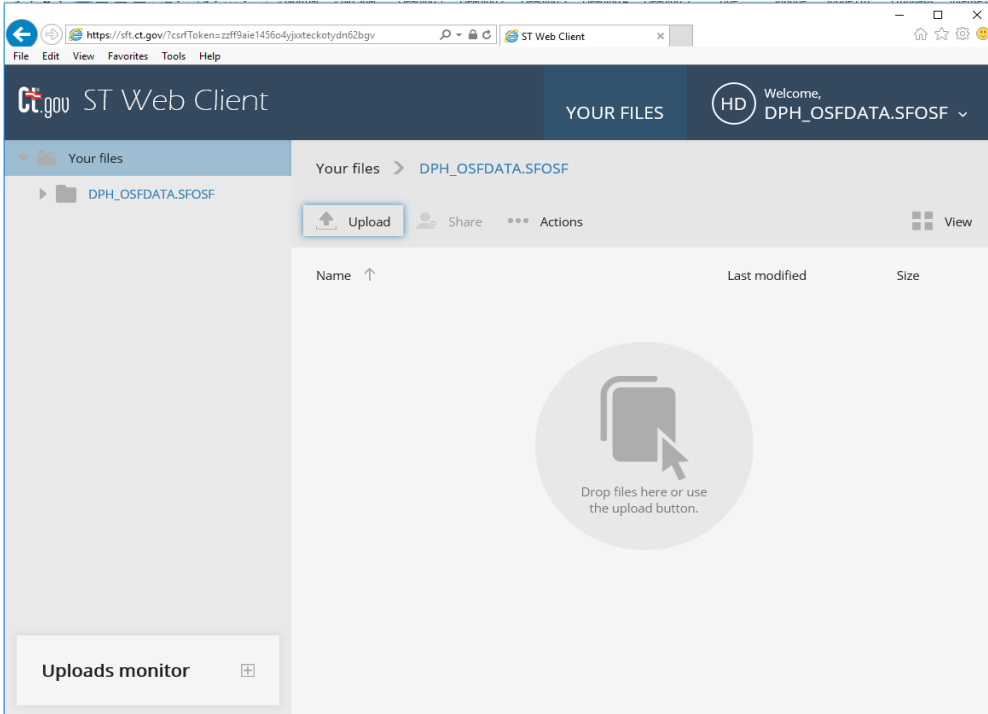 https://sft.ct.gov/?csrfToken=zzff9aie1456o4yjixxteckotydn62bgv
ST Web Client
File Edit View Favorites Tools Help
Ct.gov ST Web Client
YOUR FILES
HD
Welcome,
DPH_OSFDATA.SFOSF
Your files
DPH_OSFDATA.SFOSF
Your files > DPH_OSFDATA.SFOSF
Upload Share Actions View
Name Last modified Size
Drop files here or use
the upload button.
Uploads monitor